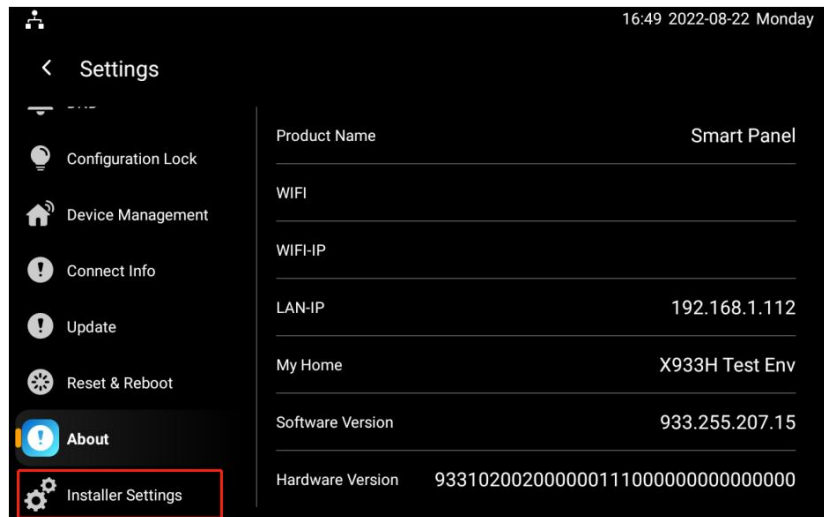 16:49 2022-08-22 Monday
Settings
Configuration Lock
Device Management
Connect Info
Update
Reset & Reboot
About
Installer Settings
Product Name Smart Panel
WIFI
WIFI-IP
LAN-IP 192.168.1.112
My Home X933H Test Env
Software Version 933.255.207.15
Hardware Version 933102002000000111000000000000000